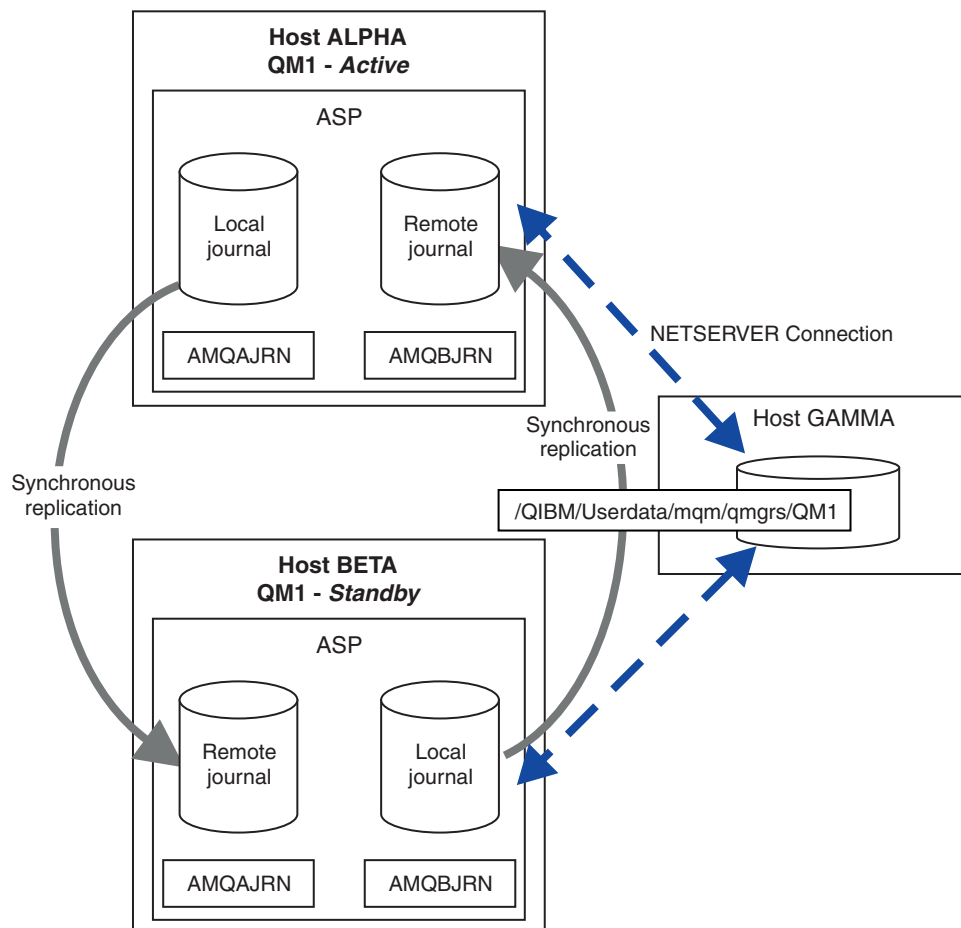 Host ALPHA
QM1 - Active
ASP
Local
journal
Remote
journal
AMQAJRN
AMQBJRN
NETSERVER Connection
Host GAMMA
/QIBM/Userdata/mqm/qmgrs/QM1
Synchronous
replication
Synchronous
replication
Host BETA
QM1 - Standby
ASP
Remote
journal
Local
journal
AMQAJRN
AMQBJRN